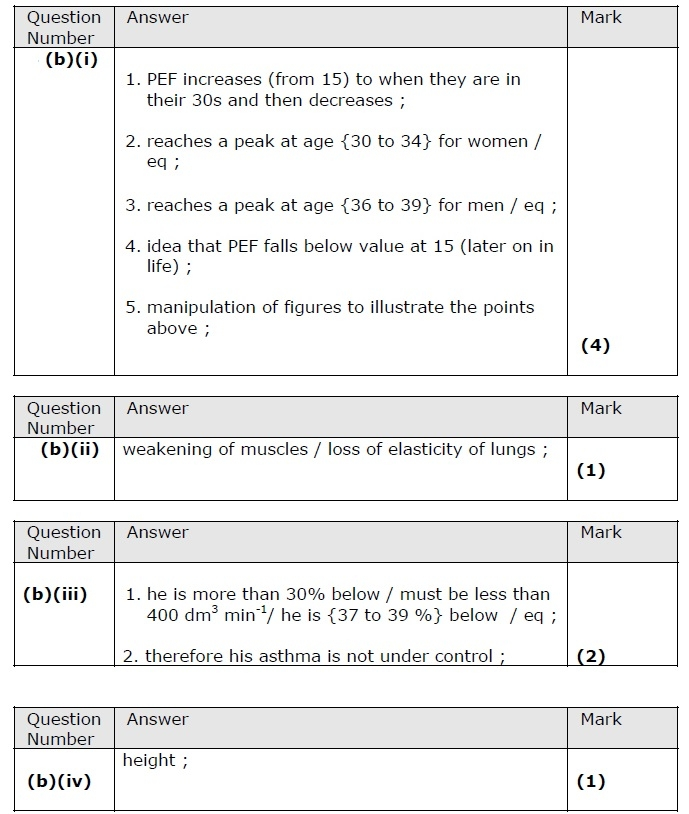 Question Number Answer Mark
(b)(i)
1. PEF increases (from 15) to when they are in
their 30s and then decreases ;
2. reaches a peak at age {30 to 34} for women /
eq ;
3. reaches a peak at age {36 to 39} for men / eq ;
4. idea that PEF falls below value at 15 (later on in
life) ;
5. manipulation of figures to illustrate the points
above ;
(4)
Question Number Answer Mark
(b)(ii) weakening of muscles / loss of elasticity of lungs ;
(1)
Question Number Answer Mark
(b)(iii) 1. he is more than 30% below / must be less than
400 dm³ min⁻¹/ he is {37 to 39 %} below / eq ;
2. therefore his asthma is not under control ; (2)
Question Number Answer Mark
height ;
(b)(iv) (1)